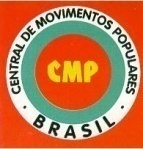 CENTRAL DE MOVIMENTOS POPULARES
CMP
· BRASIL ·